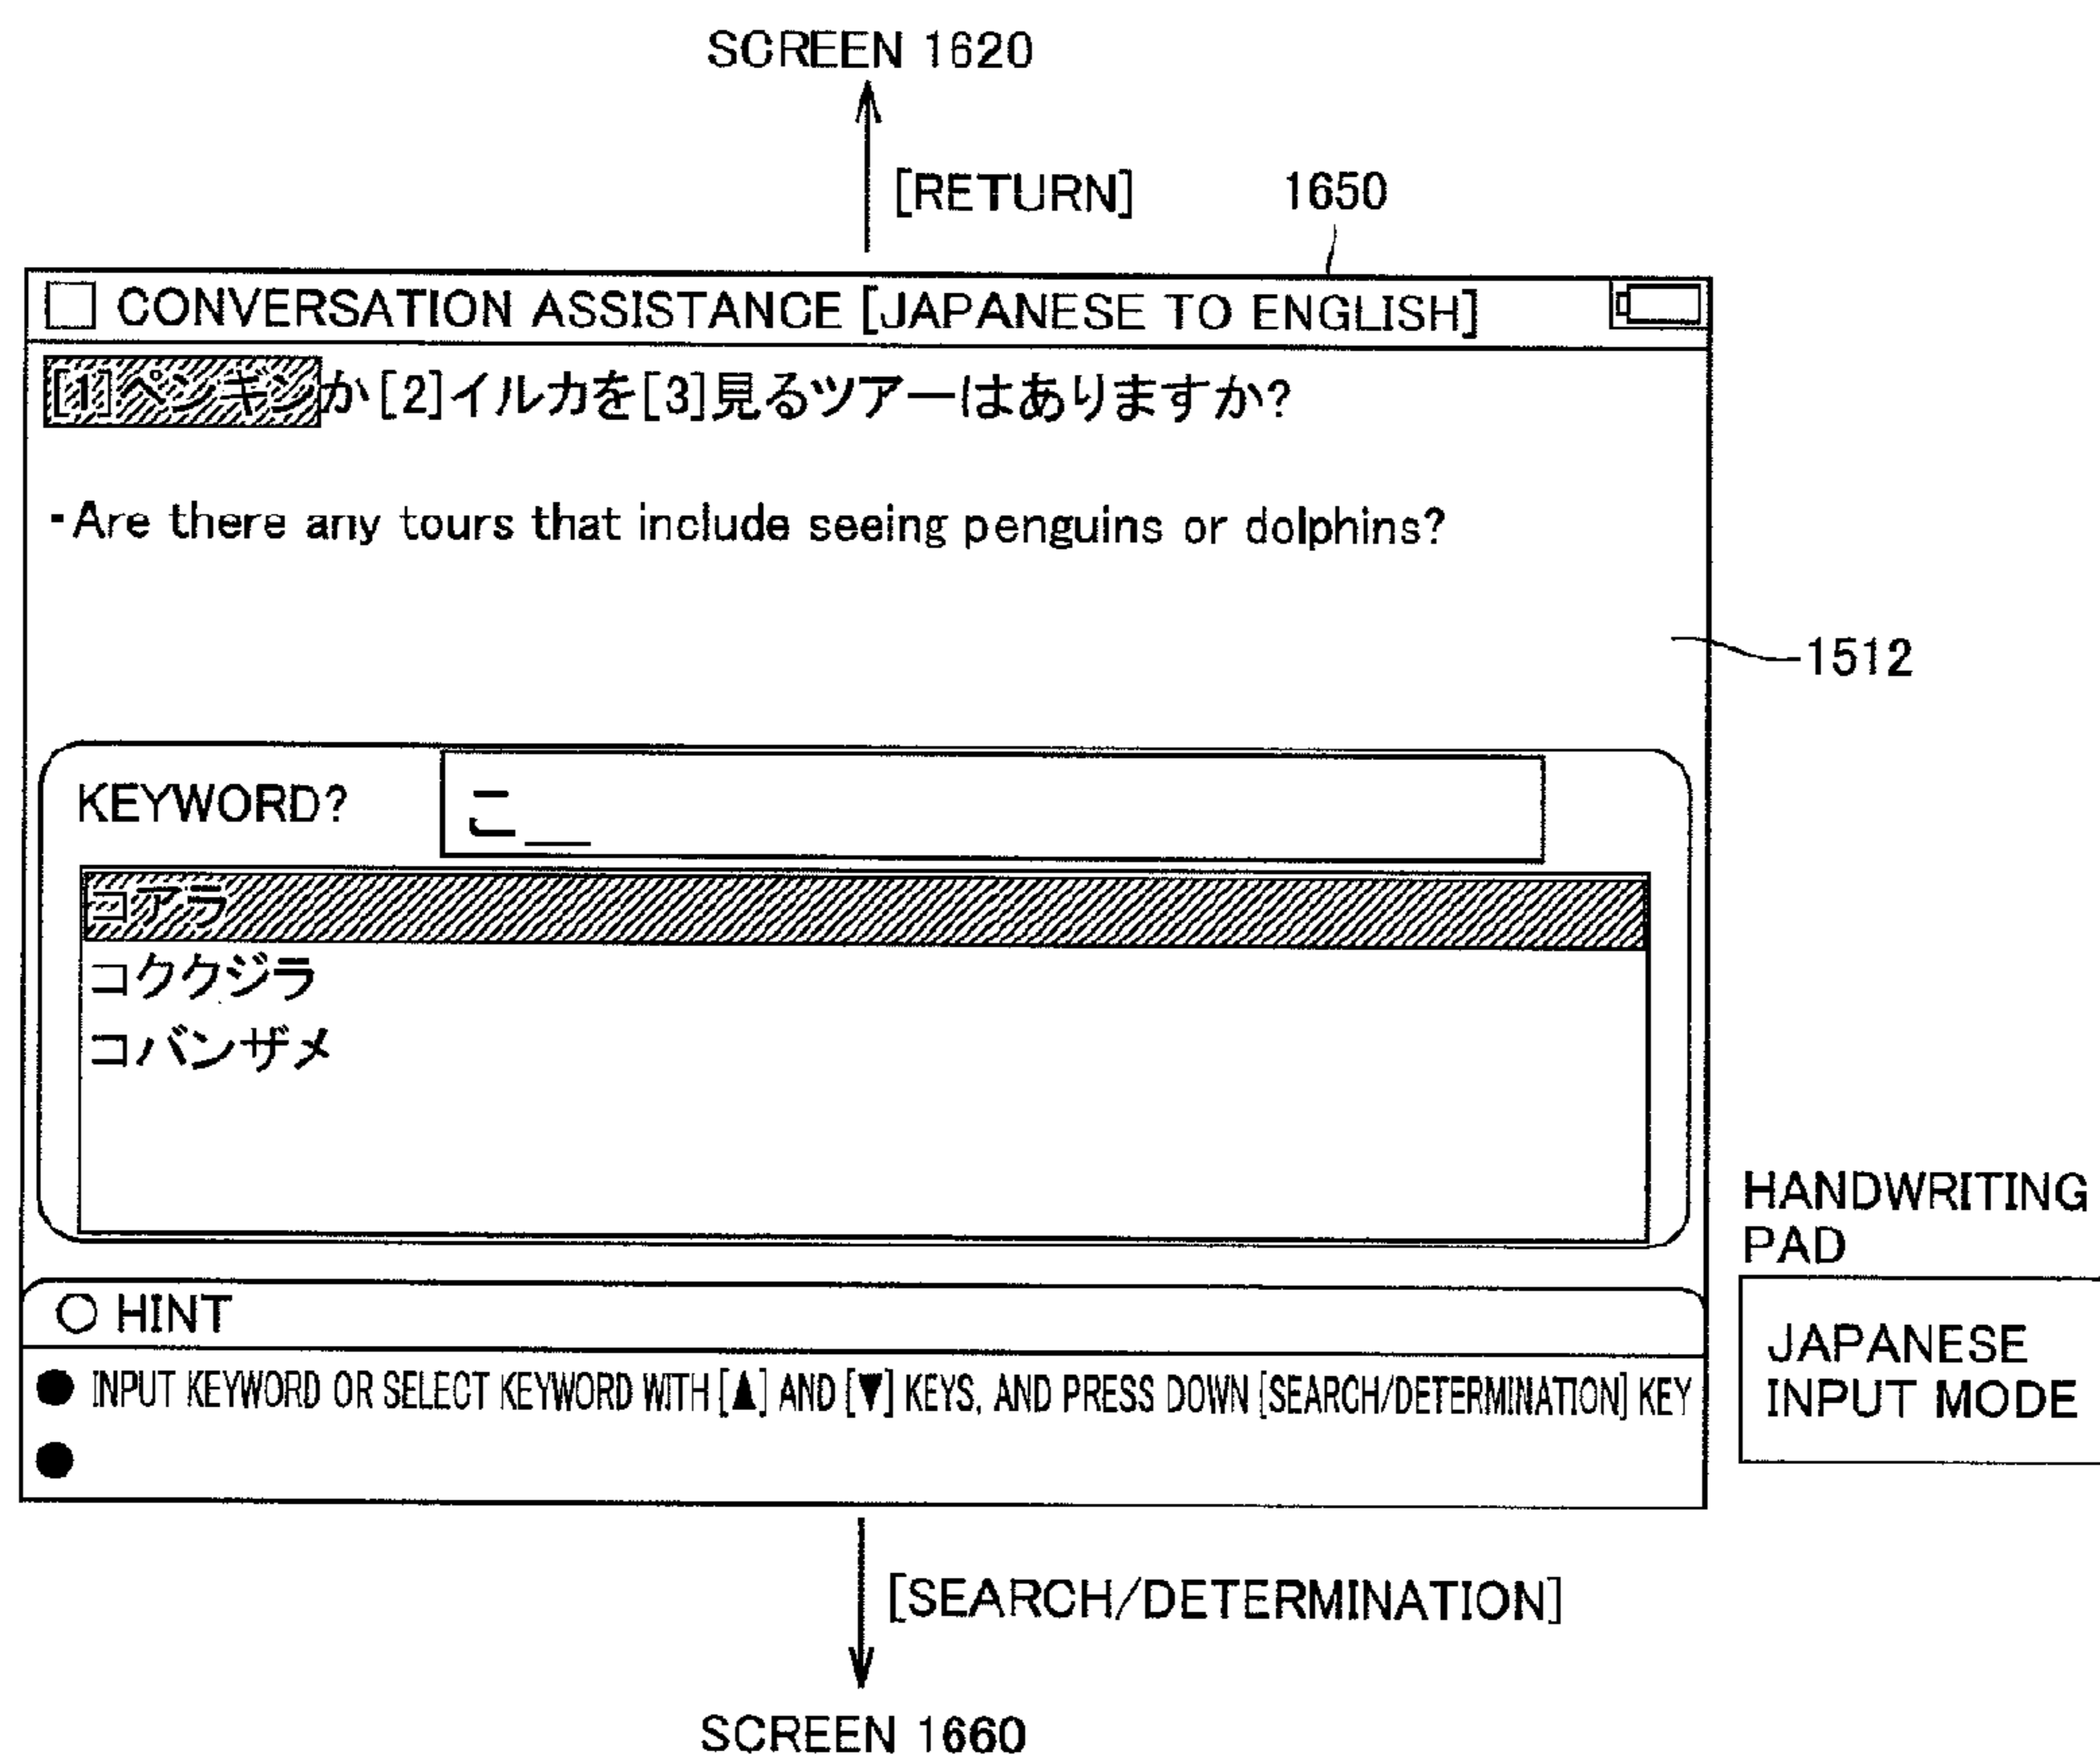 SCREEN 1620
[RETURN]
1650
CONVERSATION ASSISTANCE [JAPANESE TO ENGLISH]
[1]ペンギンか[2]イルカを[3]見るツアーはありますか?
-Are there any tours that include seeing penguins or dolphins?
1512
KEYWORD? こ_
コアラ
コククジラ
コバンザメ
HANDWRITING
PAD
JAPANESE
INPUT MODE
HINT
● INPUT KEYWORD OR SELECT KEYWORD WITH [▲] AND [▼] KEYS, AND PRESS DOWN [SEARCH/DETERMINATION] KEY
●
[SEARCH/DETERMINATION]
SCREEN 1660